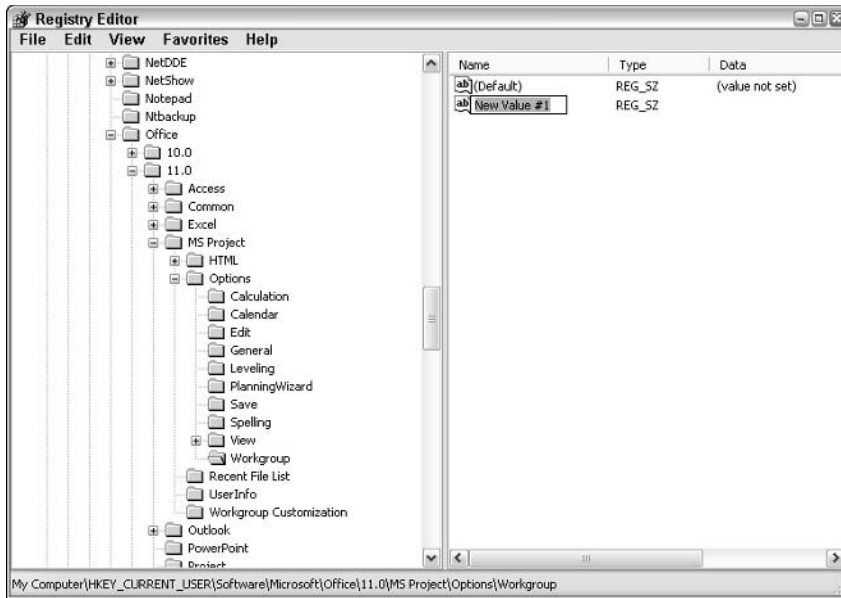 Registry Editor
File Edit View Favorites Help
NetDDE
NetShow
Notepad
Ntbackup
Office
10.0
11.0
Access
Common
Excel
MS Project
HTML
Options
Calculation
Calendar
Edit
General
Leveling
PlanningWizard
Save
Spelling
View
Workgroup
Recent File List
UserInfo
Workgroup Customization
Outlook
PowerPoint
Project
Name Type Data
ab (Default) REG_SZ (value not set)
ab New Value #1 REG_SZ
My Computer\HKEY_CURRENT_USER\Software\Microsoft\Office\11.0\MS Project\Options\Workgroup